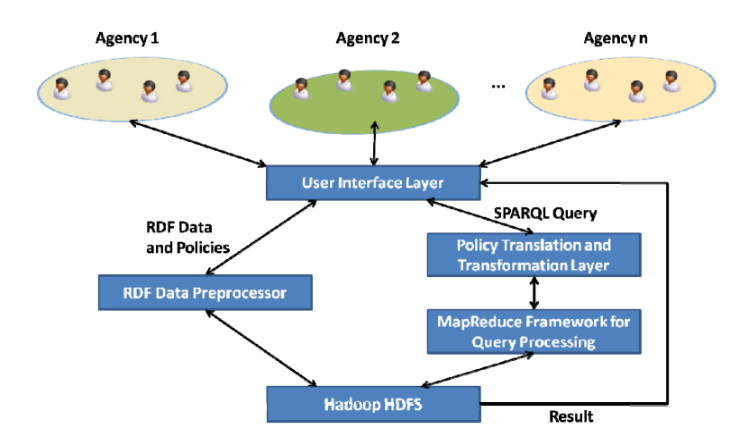 Agency 1
Agency 2
Agency n
...
User Interface Layer
RDF Data
and Policies
SPARQL Query
Policy Translation and
Transformation Layer
RDF Data Preprocessor
MapReduce Framework for
Query Processing
Hadoop HDFS
Result